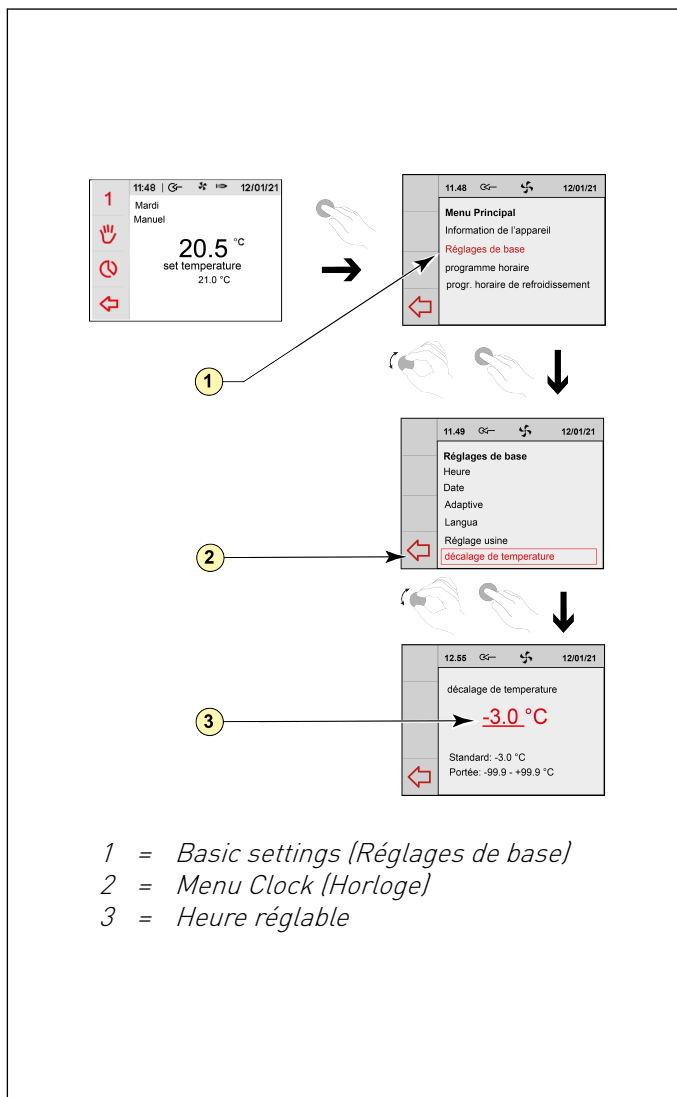 11:48 12/01/21
1
Mardi
Manuel
20.5 °C
set temperature
21.0 °C
11.48 12/01/21
Menu Principal
Information de l'appareil
Réglages de base
programme horaire
progr. horaire de refroidissement
1
11.49 12/01/21
Réglages de base
Heure
Date
Adaptive
Langua
Réglage usine
décalage de temperature
2
12.55 12/01/21
décalage de temperature
-3.0 °C
3
Standard: -3.0 °C
Portée: -99.9 - +99.9 °C
1 = Basic settings (Réglages de base)
2 = Menu Clock (Horloge)
3 = Heure réglable